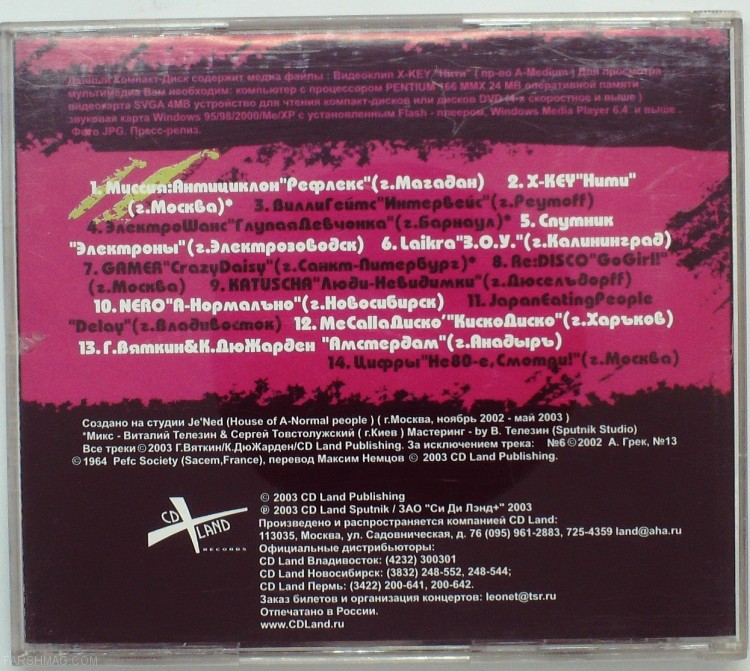 Данный Компакт-Диск содержит медиа файлы : Видеоклип X-KEY "Нити" ( пр-во A-Medium ) Для просмотра
мультимедиа Вам необходим: компьютер с процессором PENTIUM 166 MMX 24 MB оперативной памяти
видеокарта SVGA 4MB устройство для чтения компакт-дисков или дисков DVD (4-х скоростное и выше )
звуковая карта Windows 95/98/2000/Me/XP с установленным Flash - плеером, Windows Media Player 6.4 и выше .
Фото JPG. Пресс-релиз.
1. Миссия:Антициклон"Рефлекс"(г.Магадан) 2. X-KEY"Нити"
(г.Москва)* 3. ВиллиГейтс"Интервейс"(г.Реутоff)
4. ЭлектроШанс"ГлупаяДевчонка"(г.Барнаул)* 5. Спутник
"Электроны"(г.Электрозоводск) 6. Laikra"З.О.У."(г.Калининград)
7. GAMER"CrazyDaisy"(г.Санкт-Питербург)* 8. Re:DISCO"GoGirl!"
(г.Москва) 9. KATUSCHA"Люди-Невидимки"(г.Дюсельдорff)
10. NERO"А-Нормально"(г.Новосибирск) 11. JapanEatingPeople
"Delay"(г.Владивосток) 12. МеСаllаДиско'"КискоДиско"(г.Харьков)
13. Г.Вяткин&К.ДюЖарден "Амстердам"(г.Анадырь)
14. Цифры"Не80-е,Смотри!"(г.Москва)
Создано на студии Je'Ned (House of A-Normal people ) ( г.Москва, ноябрь 2002 - май 2003 )
*Микс - Виталий Телезин & Сергей Товстолужский ( г.Киев ) Мастеринг - by В. Телезин (Sputnik Studio)
Все треки©2003 Г.Вяткин/К.ДюЖарден/CD Land Publishing. За исключением трека: №6©2002 А. Грек, №13
©1964 Pefc Society (Sacem,France), перевод Максим Немцов © 2003 CD Land Publishing.
CD LAND RECORDS
© 2003 CD Land Publishing
℗ 2003 CD Land Sputnik / ЗАО "Си Ди Лэнд+" 2003
Произведено и распространяется компанией CD Land:
113035, Москва, ул. Садовническая, д. 76 (095) 961-2883, 725-4359 land@aha.ru
Официальные дистрибьюторы:
CD Land Владивосток: (4232) 300301
CD Land Новосибирск: (3832) 248-552, 248-544;
CD Land Пермь: (3422) 200-641, 200-642.
Заказ билетов и организация концертов: leonet@tsr.ru
Отпечатано в России.
www.CDLand.ru
FARSHMAG.COM